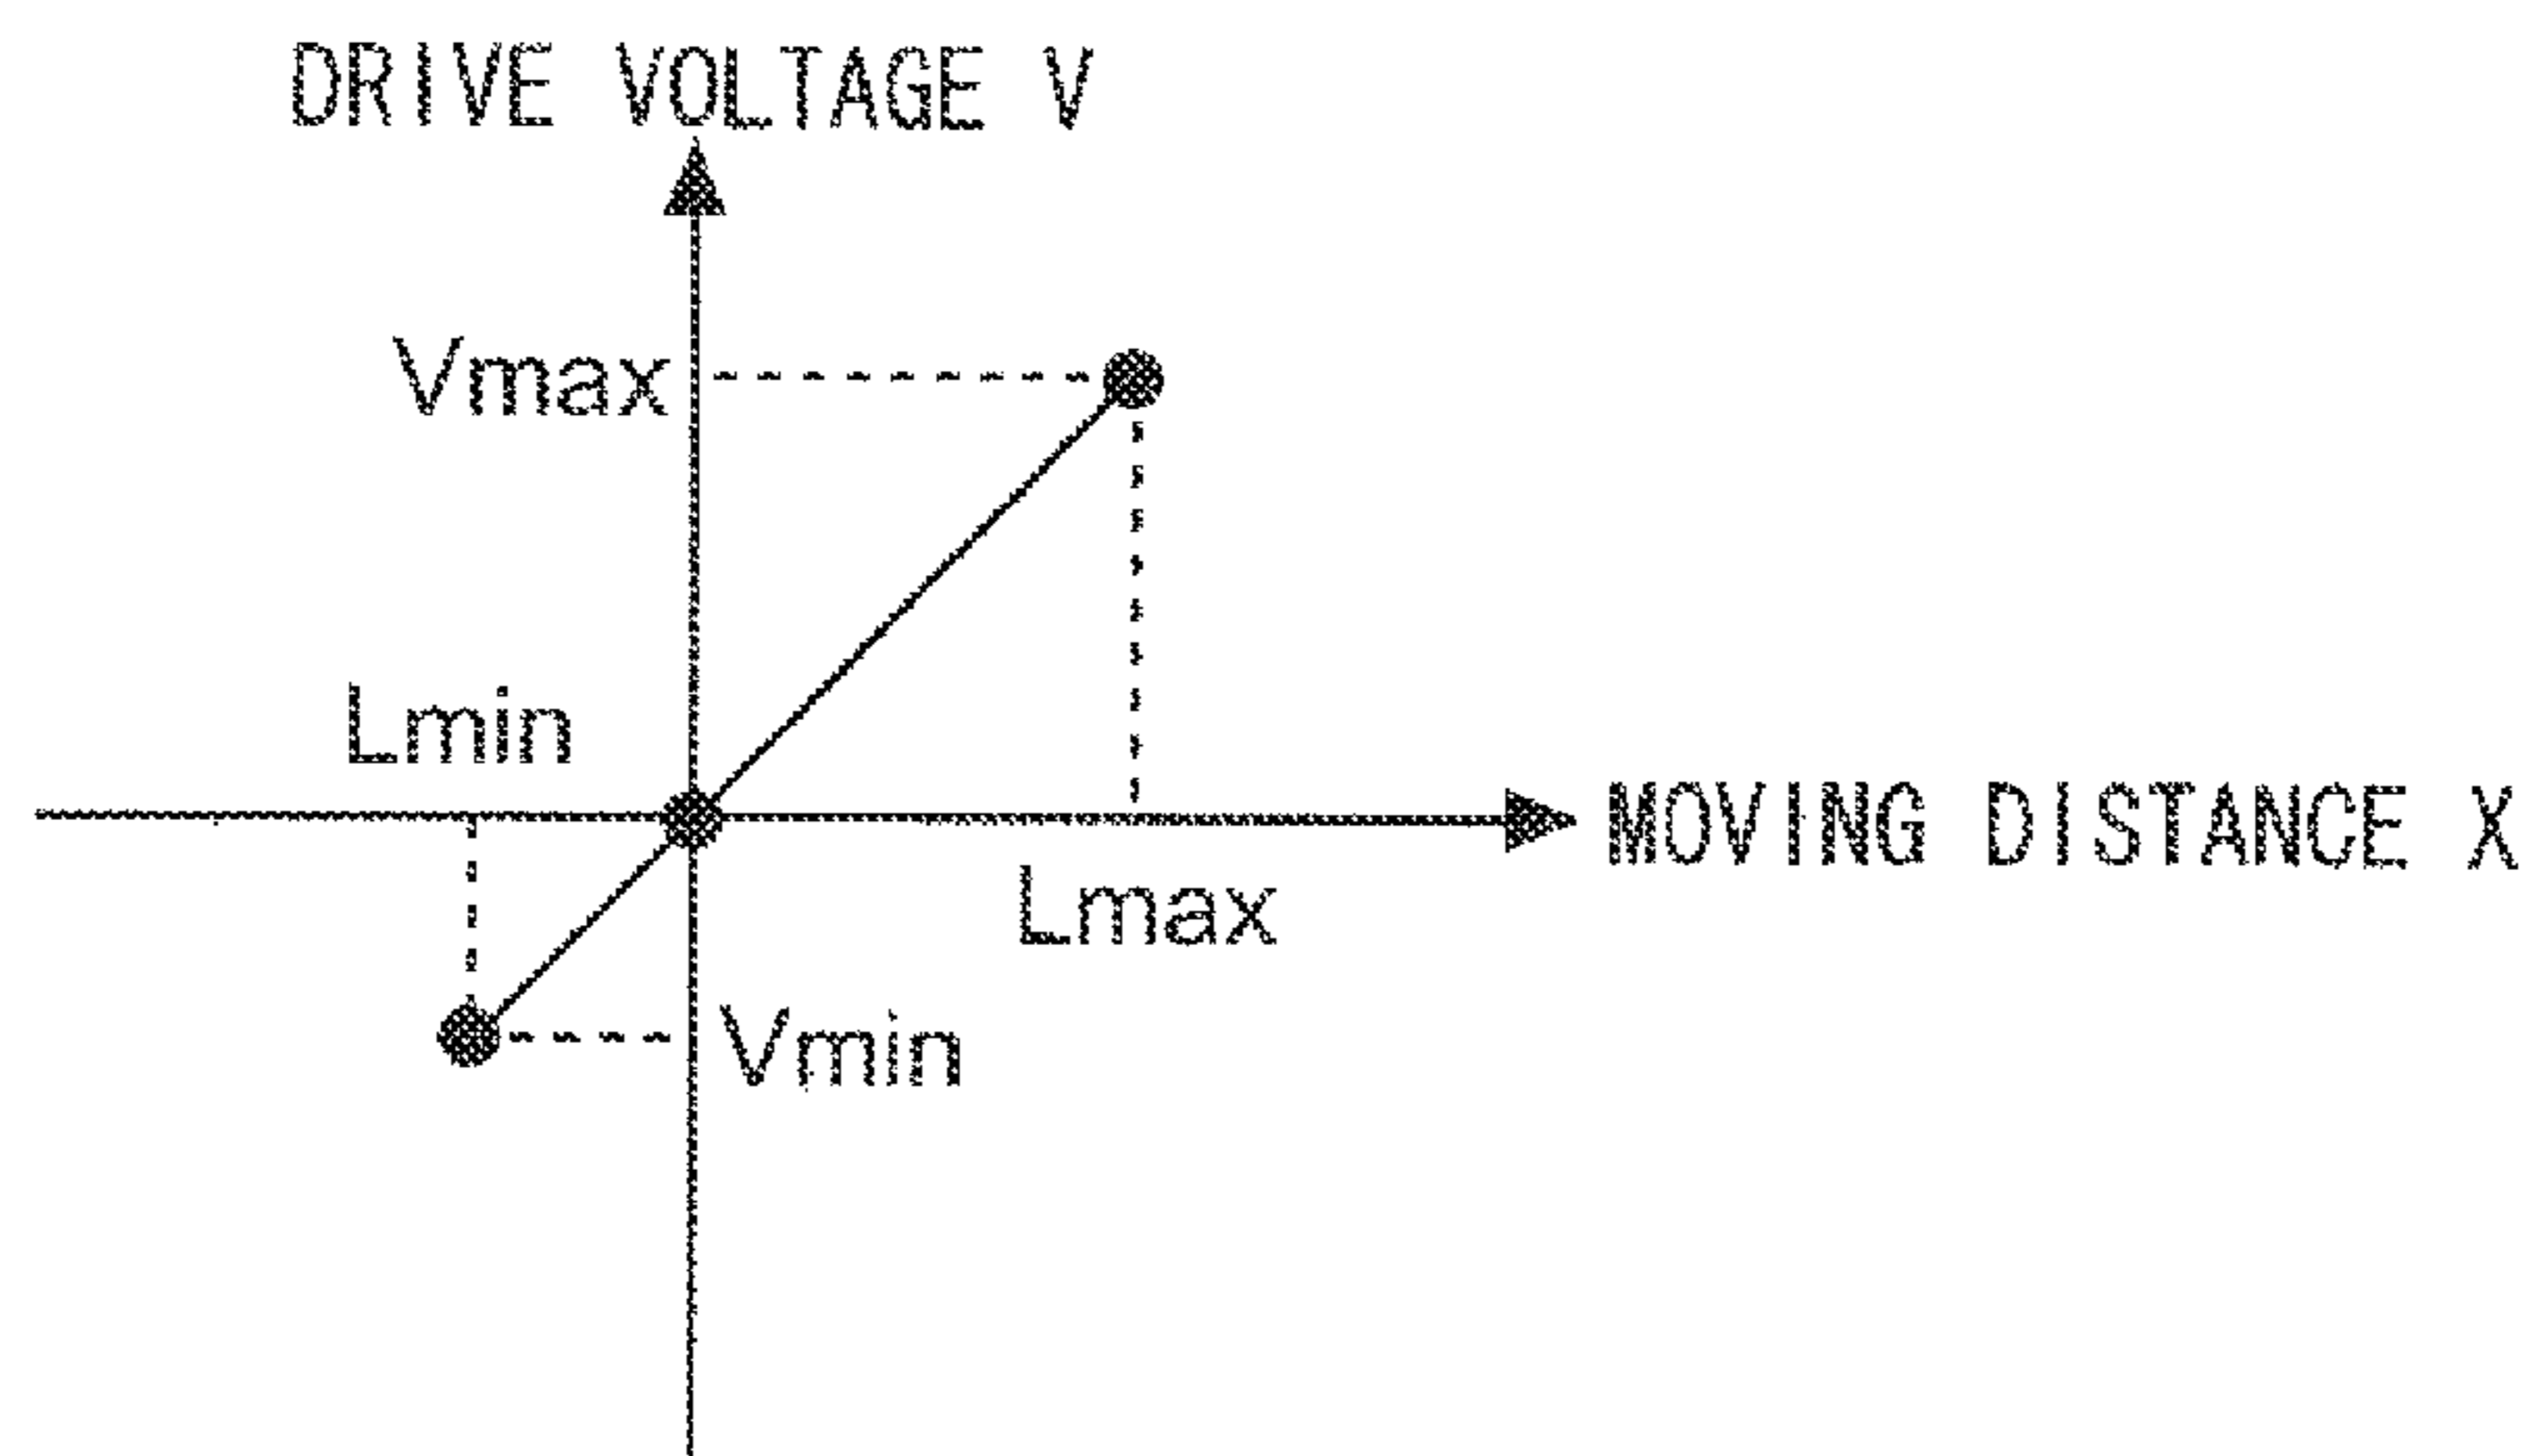 DRIVE VOLTAGE V
Vmax
Lmin
MOVING DISTANCE X
Lmax
Vmin